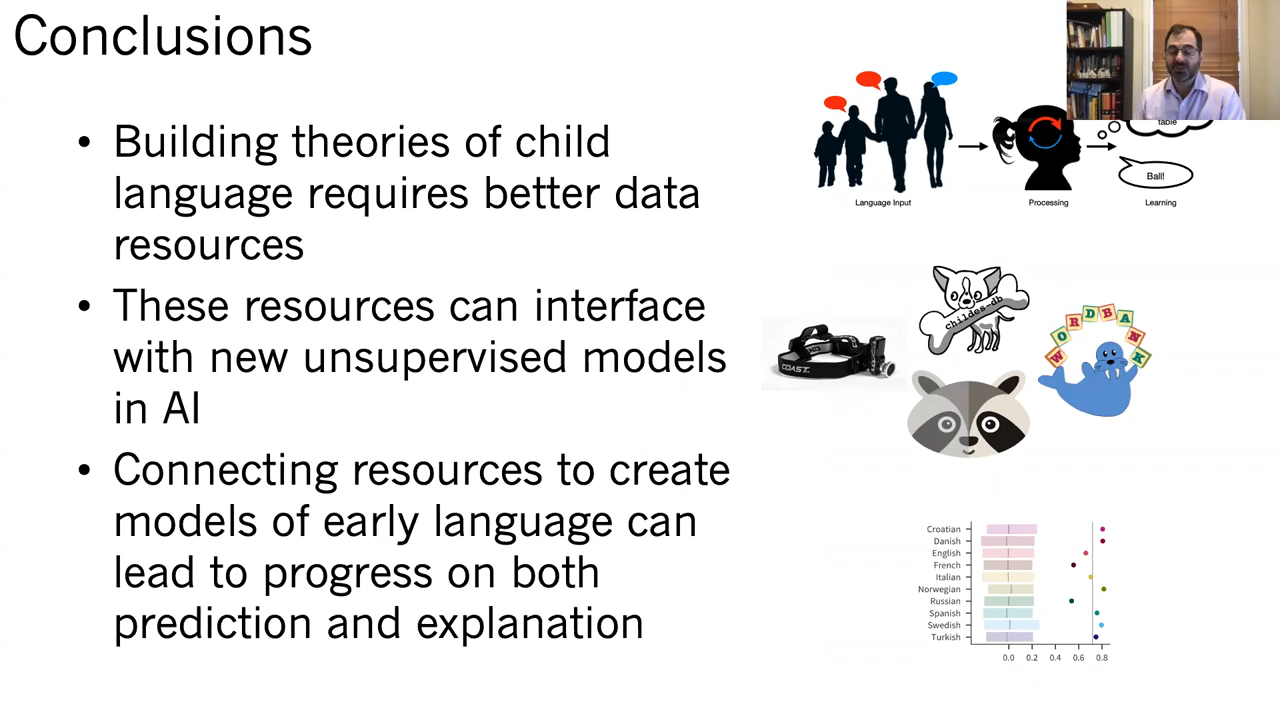 Conclusions
• Building theories of child
language requires better data
resources
• These resources can interface
with new unsupervised models
in AI
• Connecting resources to create
models of early language can
lead to progress on both
prediction and explanation
table
Ball!
Language Input
Processing
Learning
COAST
childes-db
WORDBANK
Croatian
Danish
English
French
Italian
Norwegian
Russian
Spanish
Swedish
Turkish
0.0 0.2 0.4 0.6 0.8